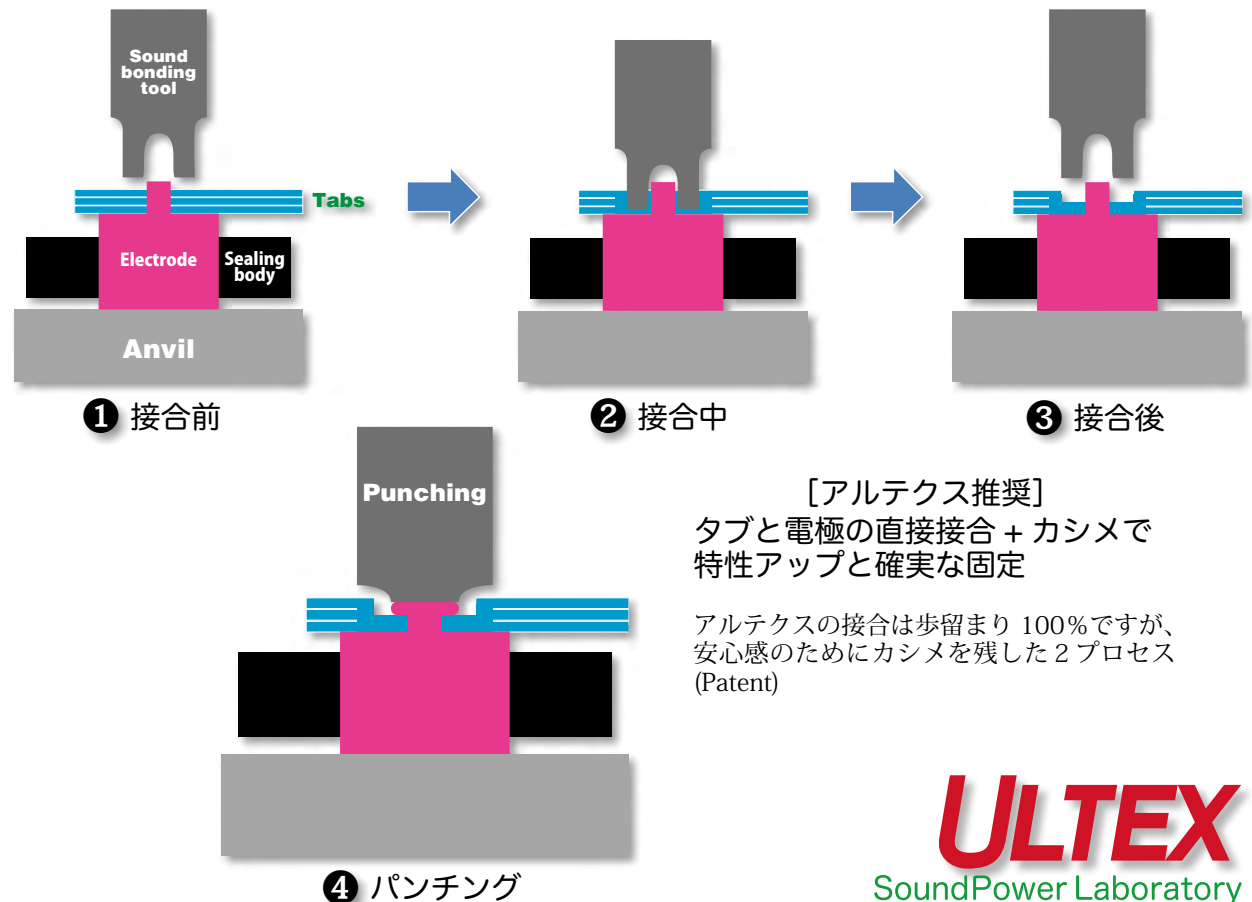 Sound
bonding
tool
Tabs
Electrode
Sealing
body
Anvil
❶ 接合前
❷ 接合中
❸ 接合後
Punching
❹ パンチング
[アルテクス推奨]
タブと電極の直接接合 + カシメで
特性アップと確実な固定
アルテクスの接合は歩留まり 100%ですが、
安心感のためにカシメを残した 2 プロセス
(Patent)
ULTEX
SoundPower Laboratory